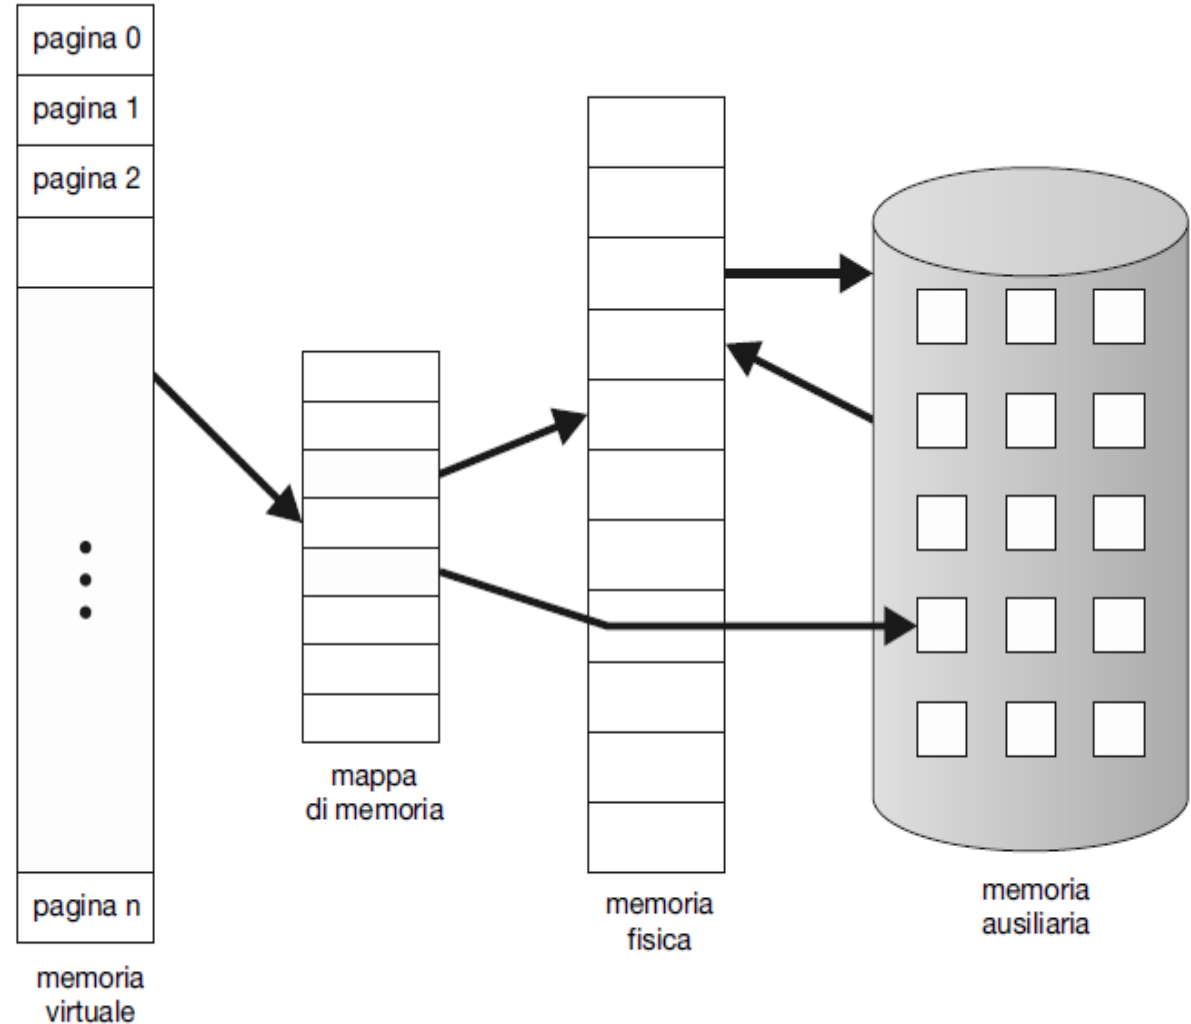 pagina 0
pagina 1
pagina 2
pagina n
memoria
virtuale
mappa
di memoria
memoria
fisica
memoria
ausiliaria